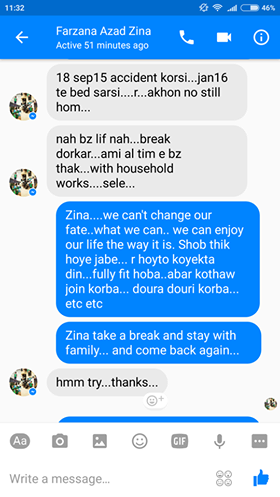 11:32
46%
Farzana Azad Zina
Active 51 minutes ago
18 sep15 accident korsi...jan16
te bed sarsi....r...akhon no still
hom...
nah bz lif nah...break
dorkar...ami al tim e bz
thak...with household
works....sele...
Zina....we can't change our
fate..what we can.. we can enjoy
our life the way it is. Shob thik
hoye jabe... r hoyto koyekta
din...fully fit hoba..abar kothaw
join korba... doura douri korba...
etc etc
Zina take a break and stay with
family... and come back again...
hmm try...thanks...
Aa
GIF
Write a message...